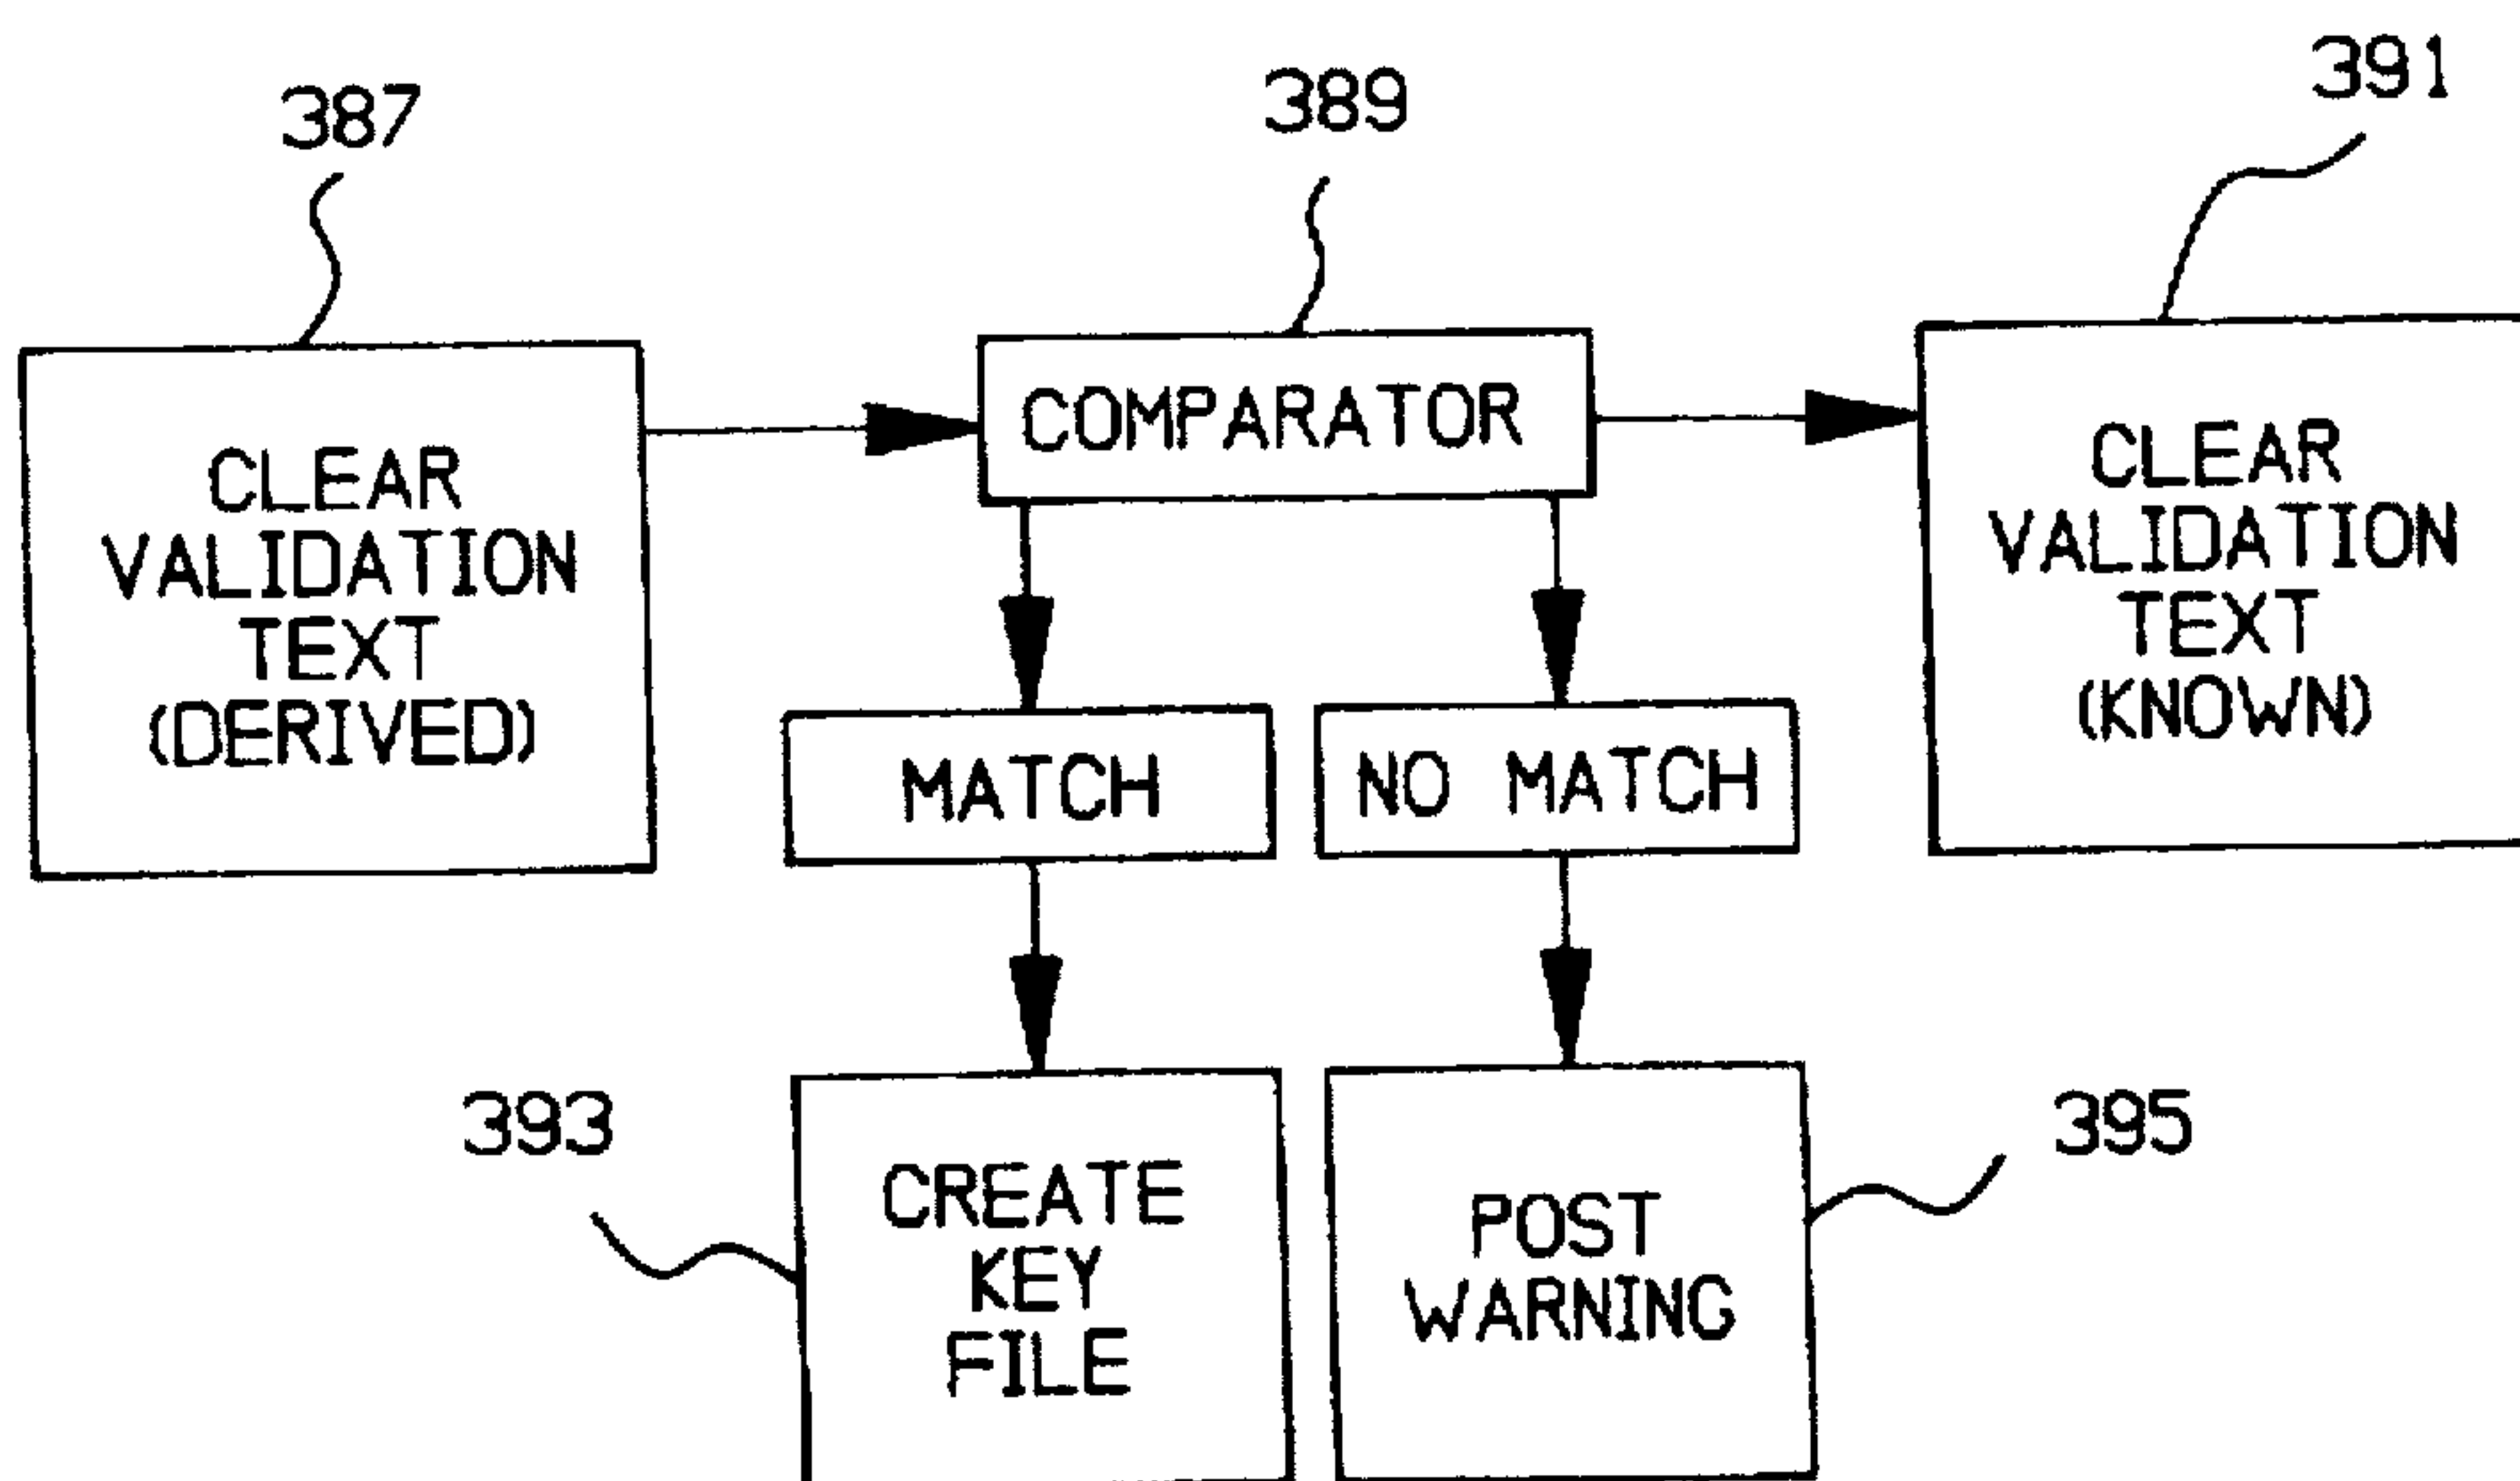 387
389
391
COMPARATOR
CLEAR
VALIDATION
TEXT
(DERIVED)
CLEAR
VALIDATION
TEXT
(KNOWN)
MATCH
NO MATCH
393
395
CREATE
KEY
FILE
POST
WARNING